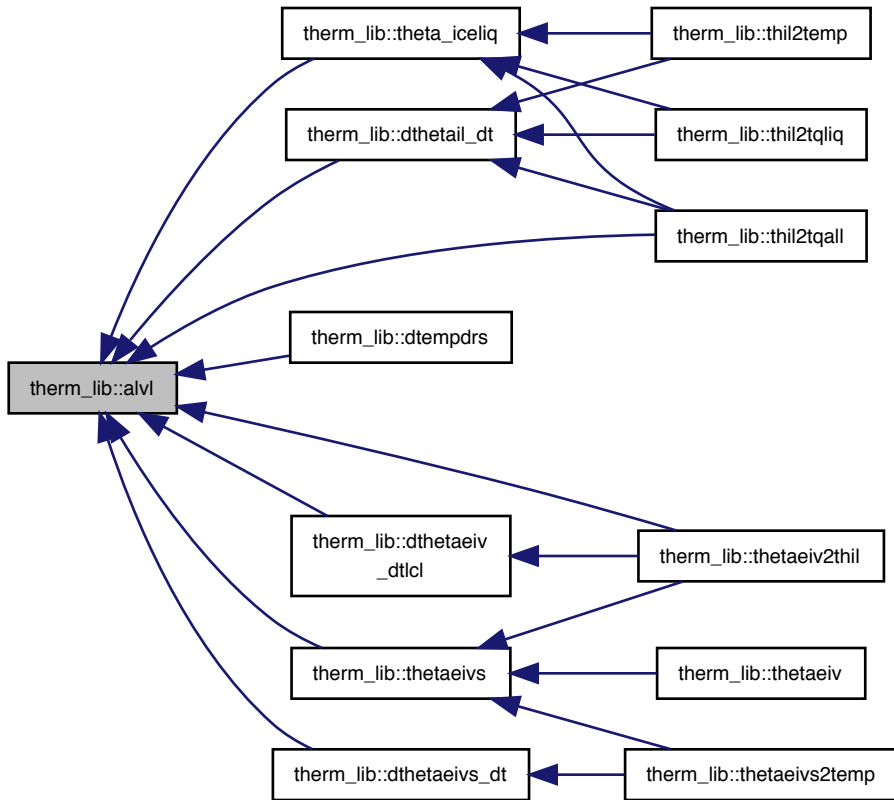 therm_lib::theta_iceliq
therm_lib::thil2temp
therm_lib::dthetail_dt
therm_lib::thil2tqliq
therm_lib::thil2tqall
therm_lib::dtempdrs
therm_lib::alvl
therm_lib::dthetaeiv
_dtlcl
therm_lib::thetaeiv2thil
therm_lib::thetaeivs
therm_lib::thetaeiv
therm_lib::dthetaeivs_dt
therm_lib::thetaeivs2temp